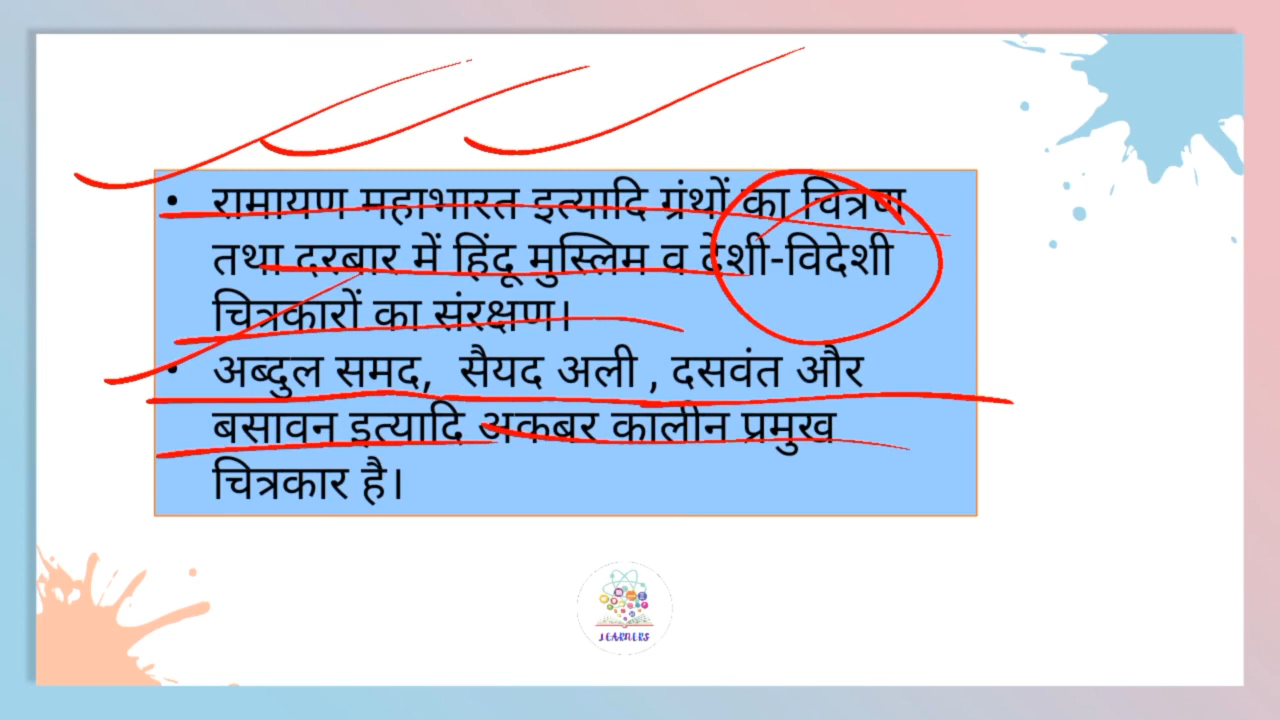 • रामायण महाभारत इत्यादि ग्रंथों का चित्रण
तथा दरबार में हिंदू मुस्लिम व देशी-विदेशी
चित्रकारों का संरक्षण।
• अब्दुल समद, सैयद अली , दसवंत और
बसावन इत्यादि अकबर कालीन प्रमुख
चित्रकार है।
LEARNERS